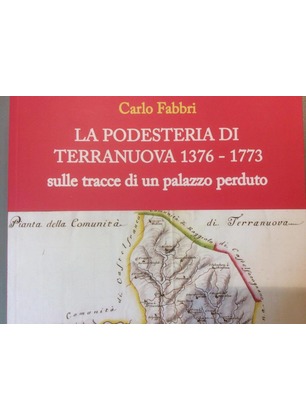 Carlo Fabbri
LA PODESTERIA DI
TERRANUOVA 1376 - 1773
sulle tracce di un palazzo perduto
Pianta della Comunità di Terranuova
Comunità